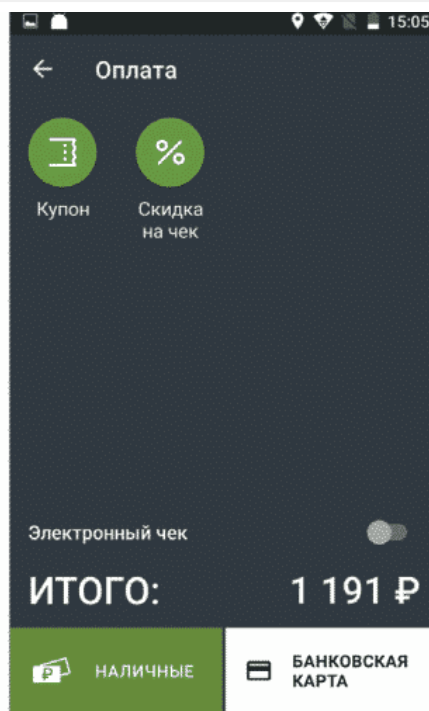 15:05
Оплата
Купон
Скидка
на чек
Электронный чек
ИТОГО: 1 191 ₽
НАЛИЧНЫЕ
БАНКОВСКАЯ
КАРТА